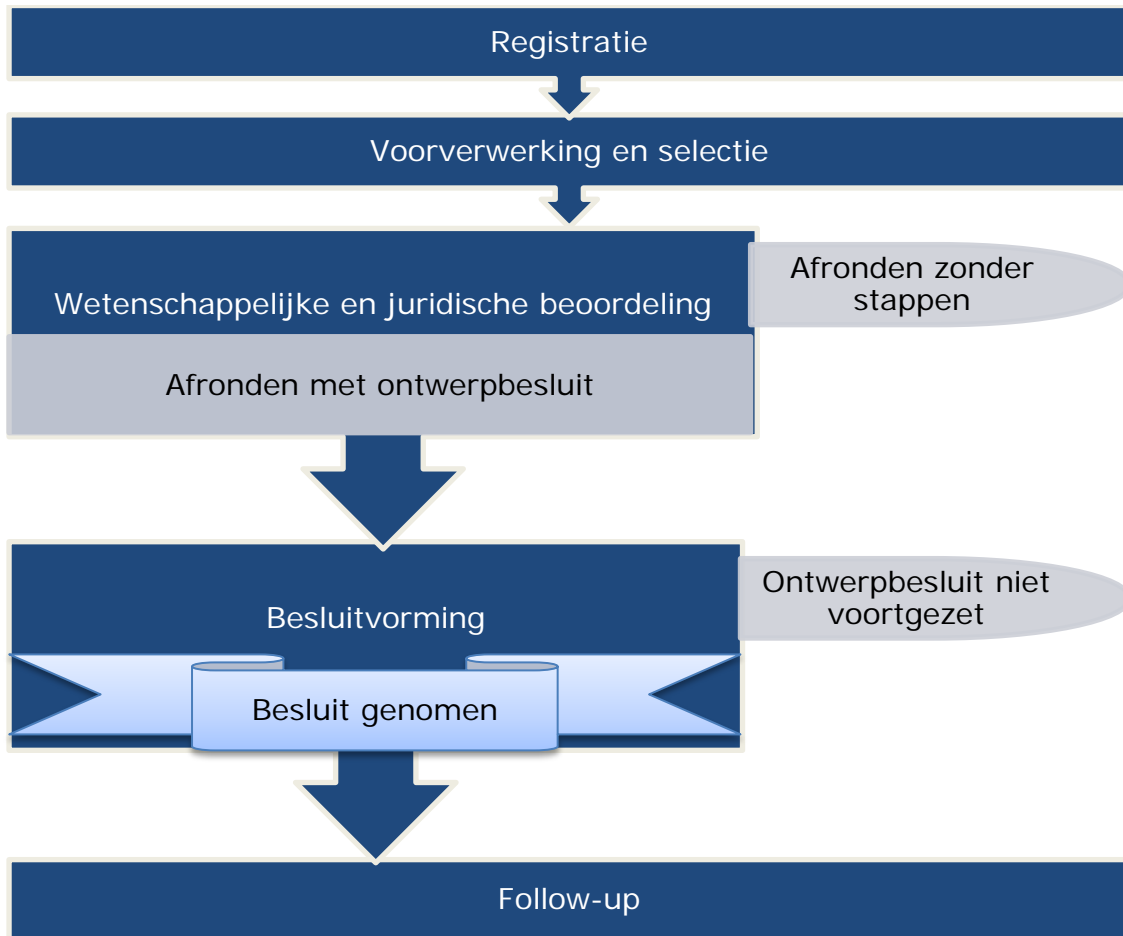 Registratie
Voorverwerking en selectie
Wetenschappelijke en juridische beoordeling
Afronden zonder
stappen
Afronden met ontwerpbesluit
Besluitvorming
Ontwerpbesluit niet
voortgezet
Besluit genomen
Follow-up